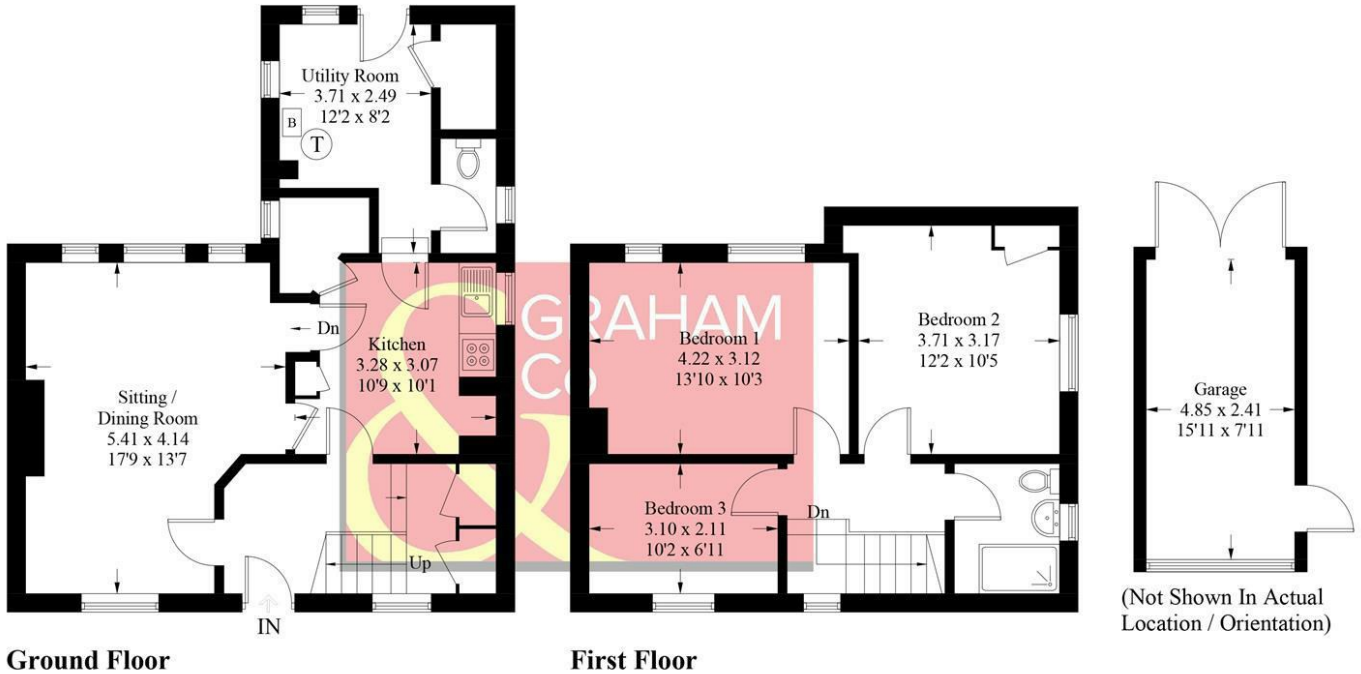 Utility Room
3.71 x 2.49
12'2 x 8'2
B
T
Dn
Kitchen
3.28 x 3.07
10'9 x 10'1
Sitting /
Dining Room
5.41 x 4.14
17'9 x 13'7
Up
IN
Ground Floor
&
GRAHAM
Co
Bedroom 1
4.22 x 3.12
13'10 x 10'3
Bedroom 2
3.71 x 3.17
12'2 x 10'5
Bedroom 3
3.10 x 2.11
10'2 x 6'11
Dn
First Floor
Garage
4.85 x 2.41
15'11 x 7'11
(Not Shown In Actual
Location / Orientation)